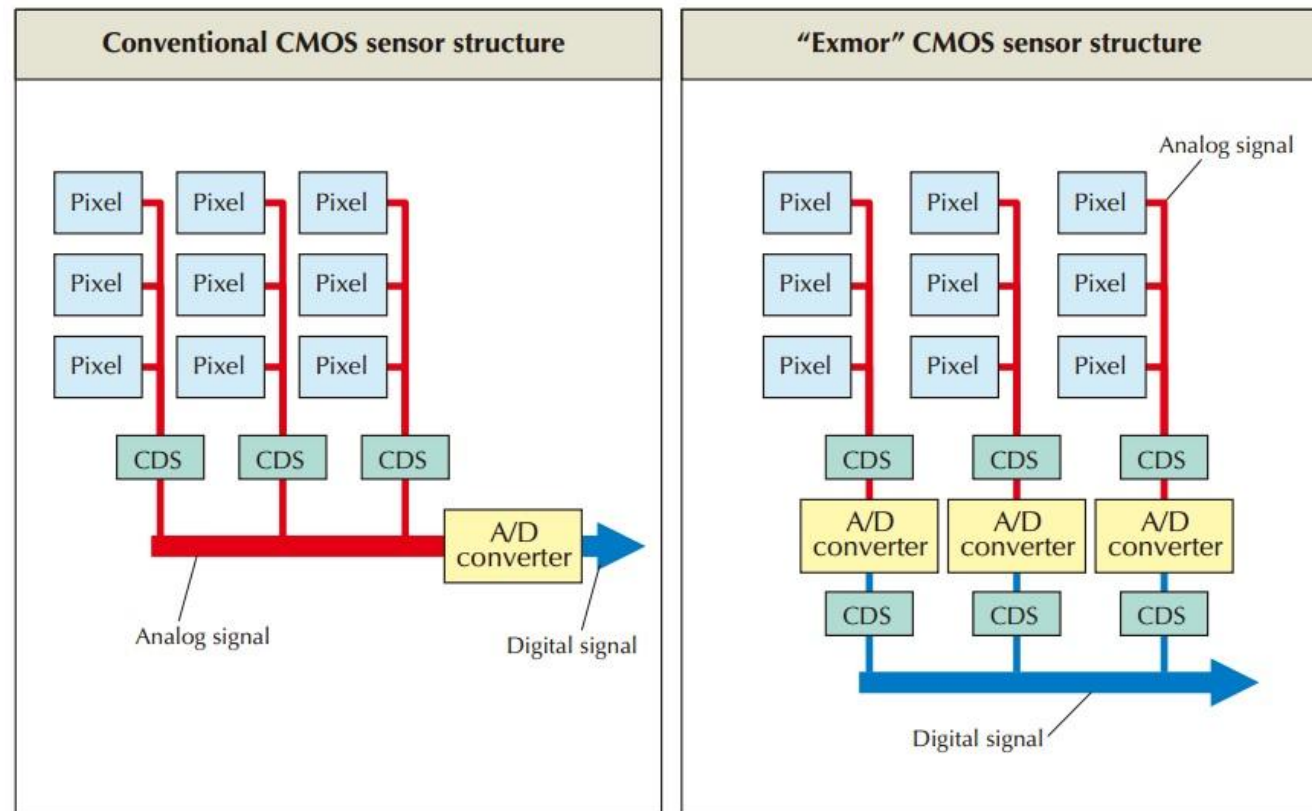 Conventional CMOS sensor structure
Pixel Pixel Pixel
Pixel Pixel Pixel
Pixel Pixel Pixel
CDS CDS CDS
A/D
converter
Analog signal
Digital signal
“Exmor” CMOS sensor structure
Analog signal
Pixel Pixel Pixel
Pixel Pixel Pixel
Pixel Pixel Pixel
CDS CDS CDS
A/D A/D A/D
converter converter converter
CDS CDS CDS
Digital signal